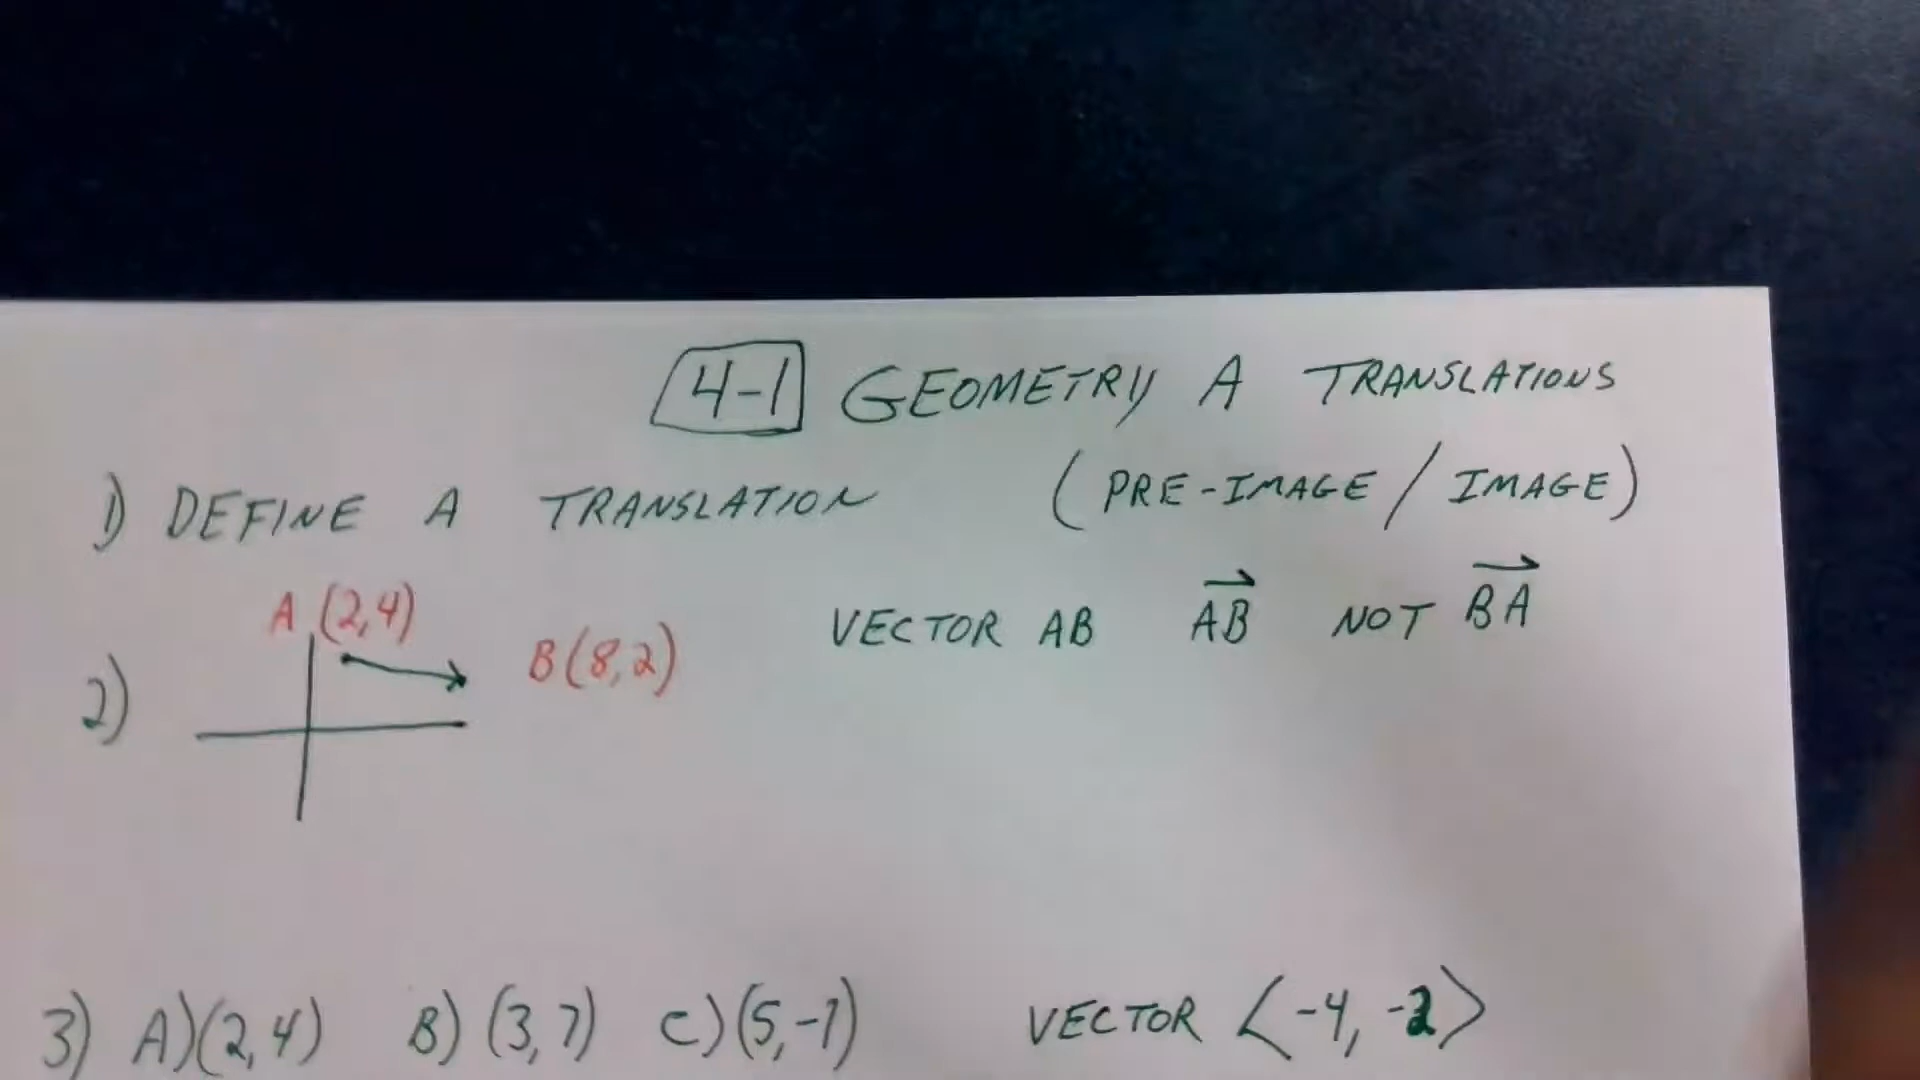 4-1 GEOMETRY A TRANSLATIONS
1) DEFINE A TRANSLATION (PRE-IMAGE / IMAGE)
A (2,4) B(8,2) VECTOR AB AB NOT BA
2)
3) A)(2,4) B) (3,7) C)(5,-1) VECTOR <-4, -2>